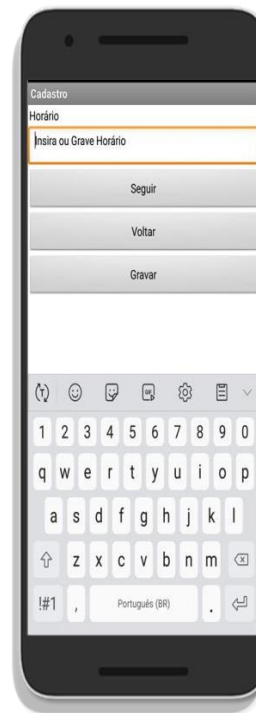 Cadastro
Horário
Insira ou Grave Horário
Seguir
Voltar
Gravar
GIF
1 2 3 4 5 6 7 8 9 0
q w e r t y u i o p
a s d f g h j k l
z x c v b n m
!#1 , Português (BR) .